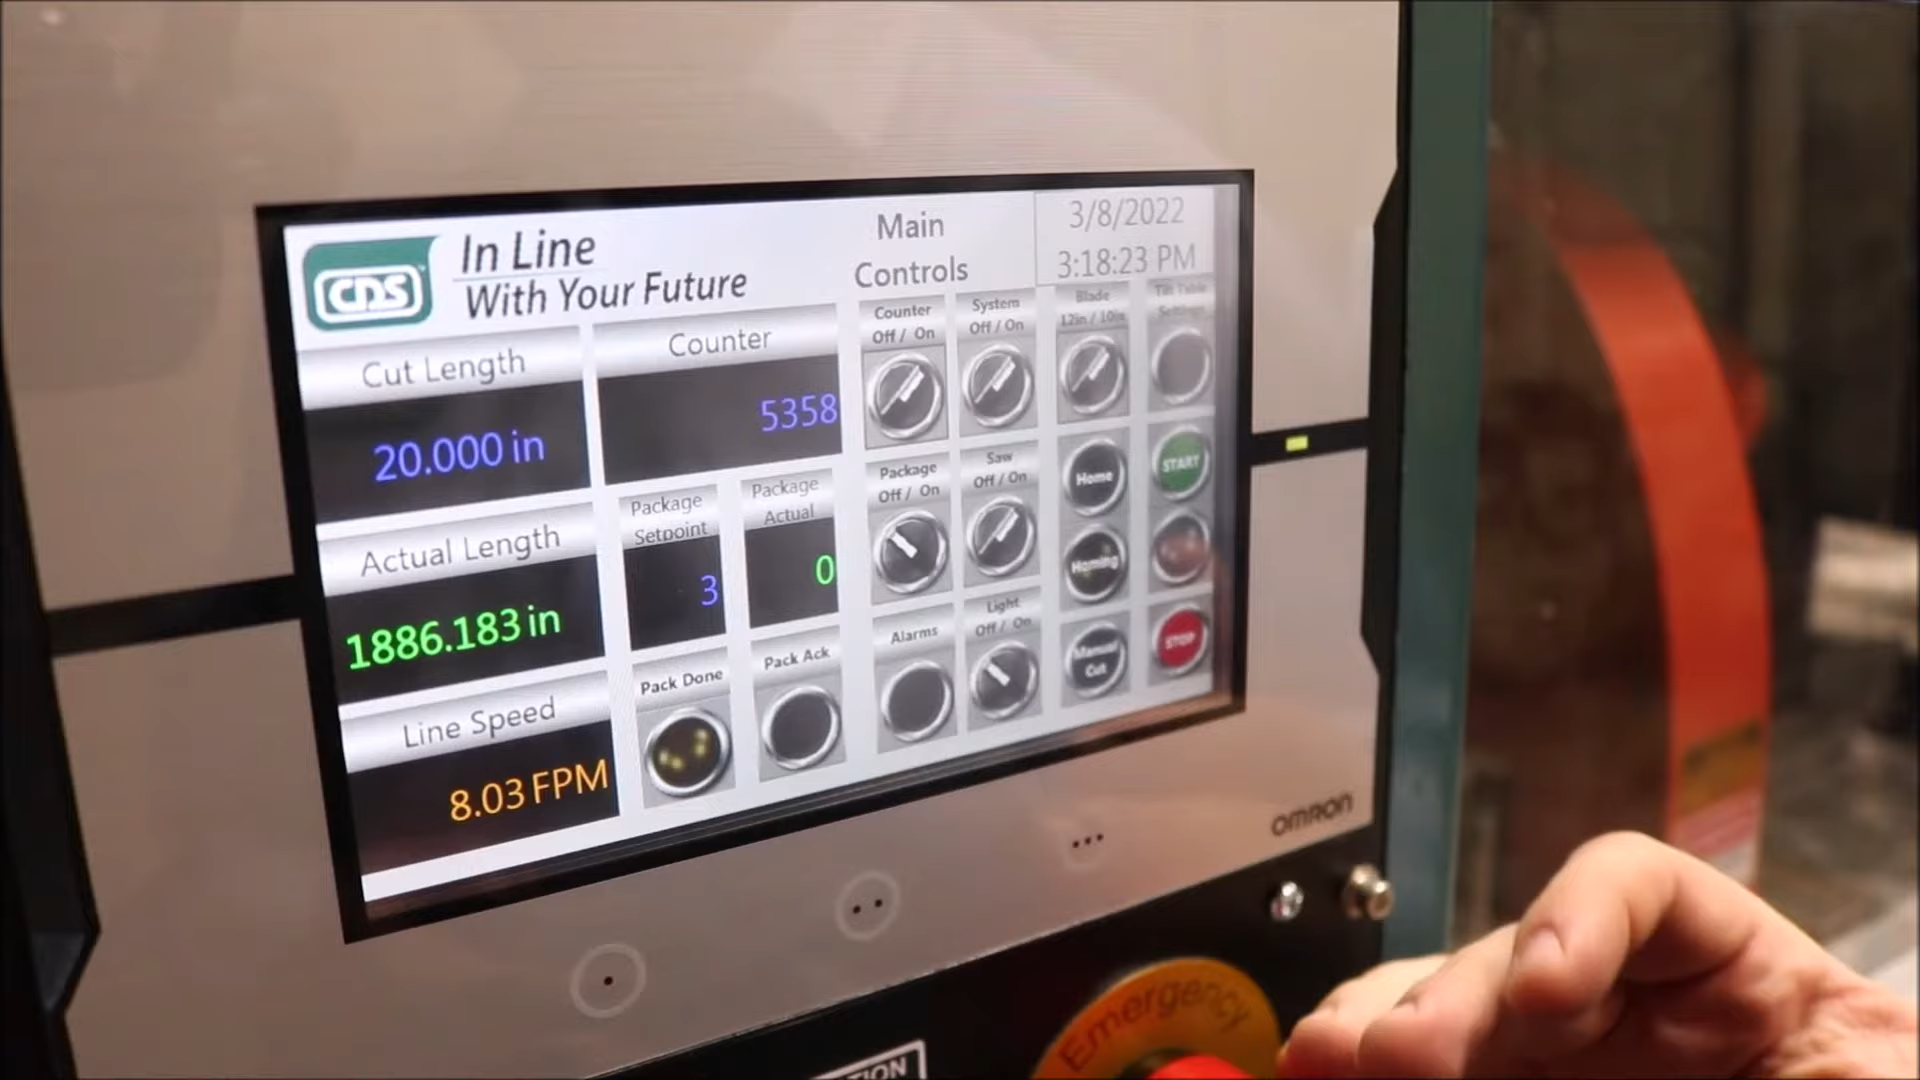 CDS
In Line
With Your Future
Main
Controls
3/8/2022
3:18:23 PM
Cut Length
20.000 in
Counter
5358
Actual Length
1886.183 in
Package
Setpoint
3
Package
Actual
0
Line Speed
8.03 FPM
Pack Done
Pack Ack
Counter
Off / On
System
Off / On
Blade
12in / 10in
Tilt Table
Package
Off / On
Saw
Off / On
Home
START
Homing
Alarms
Light
Off / On
Manual
Cut
STOP
OMRON
Emergency